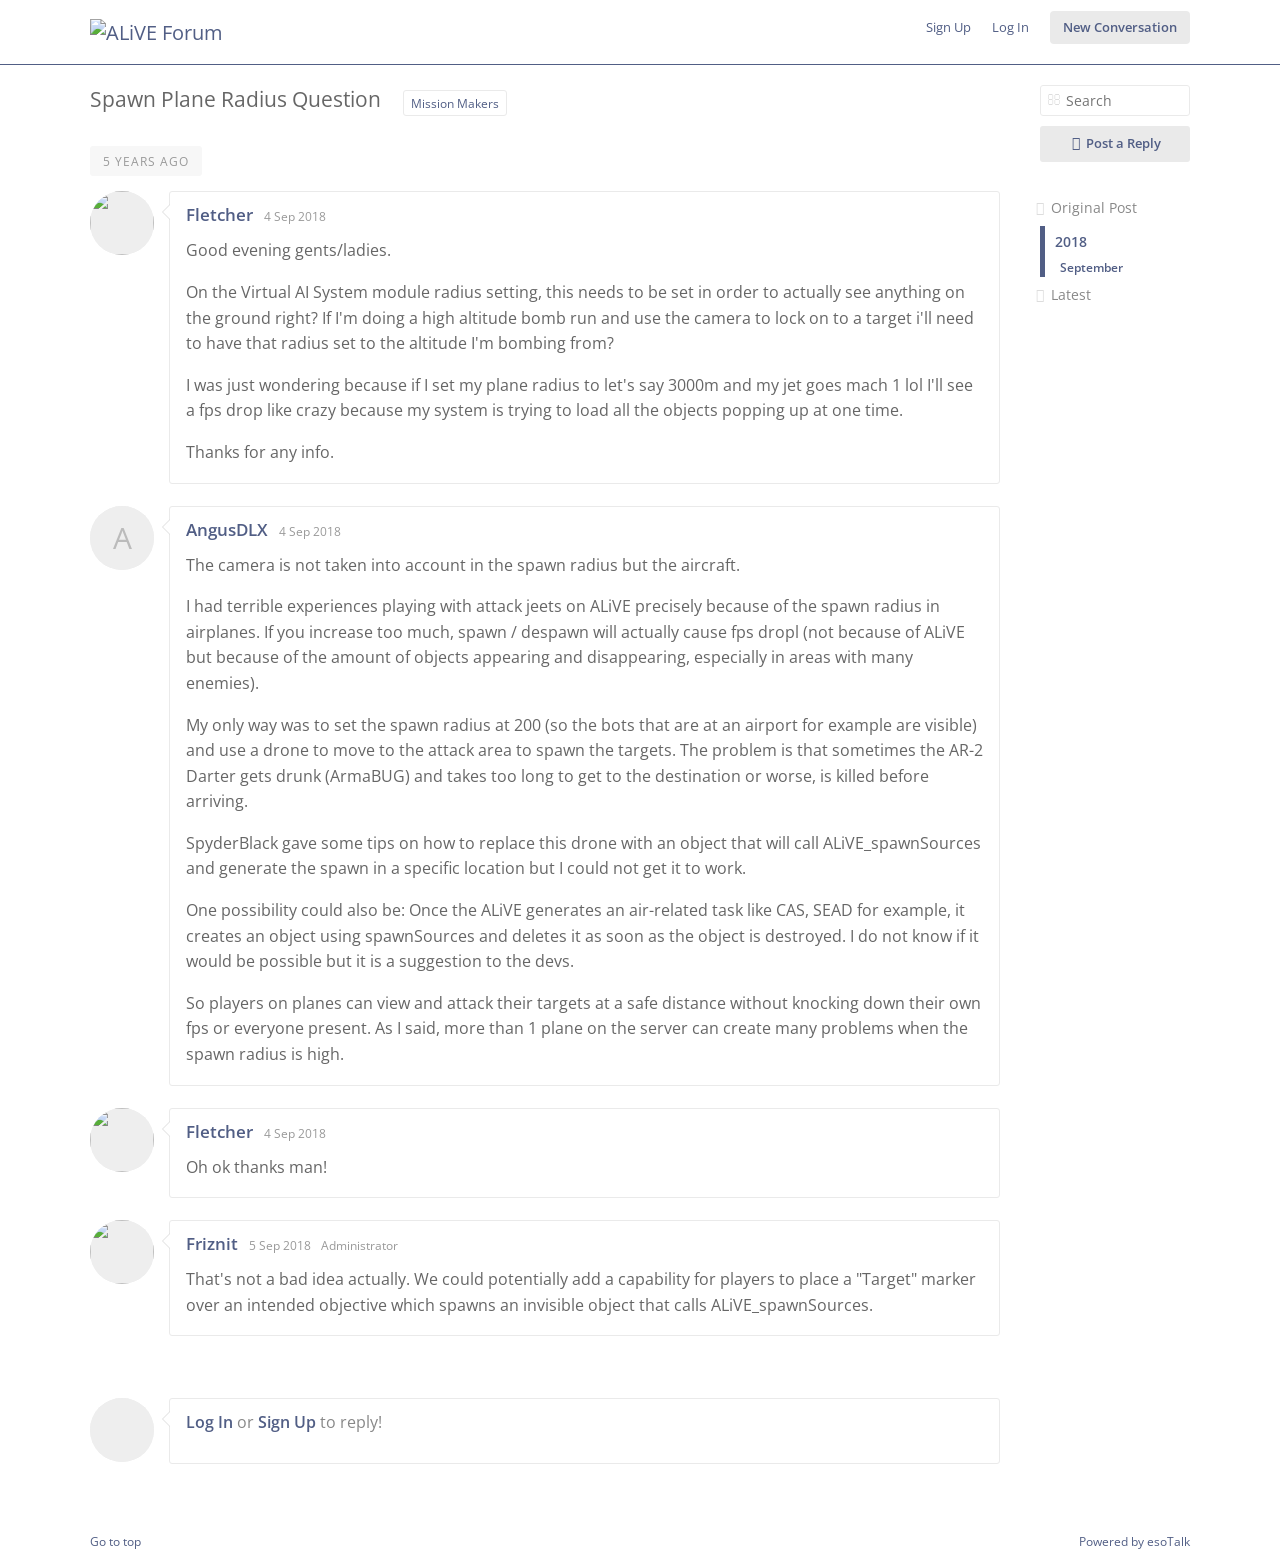 ALiVE Forum
Sign Up Log In New Conversation
Spawn Plane Radius Question Mission Makers
Search
Post a Reply
5 YEARS AGO
Original Post
2018
September
Latest
Fletcher 4 Sep 2018
Good evening gents/ladies.
On the Virtual AI System module radius setting, this needs to be set in order to actually see anything on
the ground right? If I'm doing a high altitude bomb run and use the camera to lock on to a target i'll need
to have that radius set to the altitude I'm bombing from?
I was just wondering because if I set my plane radius to let's say 3000m and my jet goes mach 1 lol I'll see
a fps drop like crazy because my system is trying to load all the objects popping up at one time.
Thanks for any info.
A
AngusDLX 4 Sep 2018
The camera is not taken into account in the spawn radius but the aircraft.
I had terrible experiences playing with attack jeets on ALiVE precisely because of the spawn radius in
airplanes. If you increase too much, spawn / despawn will actually cause fps dropl (not because of ALiVE
but because of the amount of objects appearing and disappearing, especially in areas with many
enemies).
My only way was to set the spawn radius at 200 (so the bots that are at an airport for example are visible)
and use a drone to move to the attack area to spawn the targets. The problem is that sometimes the AR-2
Darter gets drunk (ArmaBUG) and takes too long to get to the destination or worse, is killed before
arriving.
SpyderBlack gave some tips on how to replace this drone with an object that will call ALiVE_spawnSources
and generate the spawn in a specific location but I could not get it to work.
One possibility could also be: Once the ALiVE generates an air-related task like CAS, SEAD for example, it
creates an object using spawnSources and deletes it as soon as the object is destroyed. I do not know if it
would be possible but it is a suggestion to the devs.
So players on planes can view and attack their targets at a safe distance without knocking down their own
fps or everyone present. As I said, more than 1 plane on the server can create many problems when the
spawn radius is high.
Fletcher 4 Sep 2018
Oh ok thanks man!
Friznit 5 Sep 2018 Administrator
That's not a bad idea actually. We could potentially add a capability for players to place a "Target" marker
over an intended objective which spawns an invisible object that calls ALiVE_spawnSources.
Log In or Sign Up to reply!
Go to top
Powered by esoTalk